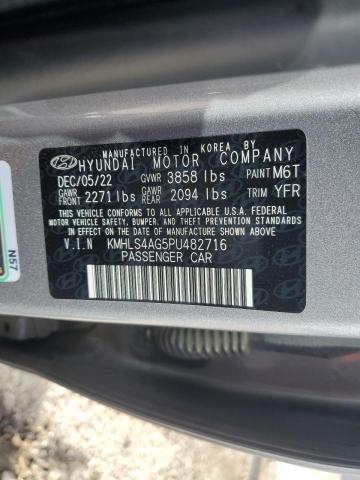 MANUFACTURED IN KOREA BY
HYUNDAI MOTOR COMPANY
DEC/05/22 GVWR 3858 lbs PAINT M6T
GAWR FRONT 2271 lbs GAWR REAR 2094 lbs TRIM YFR
THIS VEHICLE CONFORMS TO ALL APPLICABLE U.S. FEDERAL
MOTOR VEHICLE SAFETY, BUMPER, AND THEFT PREVENTION
STANDARDS IN EFFECT ON THE DATE OF MANUFACTURE SHOWN ABOVE.
V.I.N KMHLS4AG5PU482716
PASSENGER CAR
N57